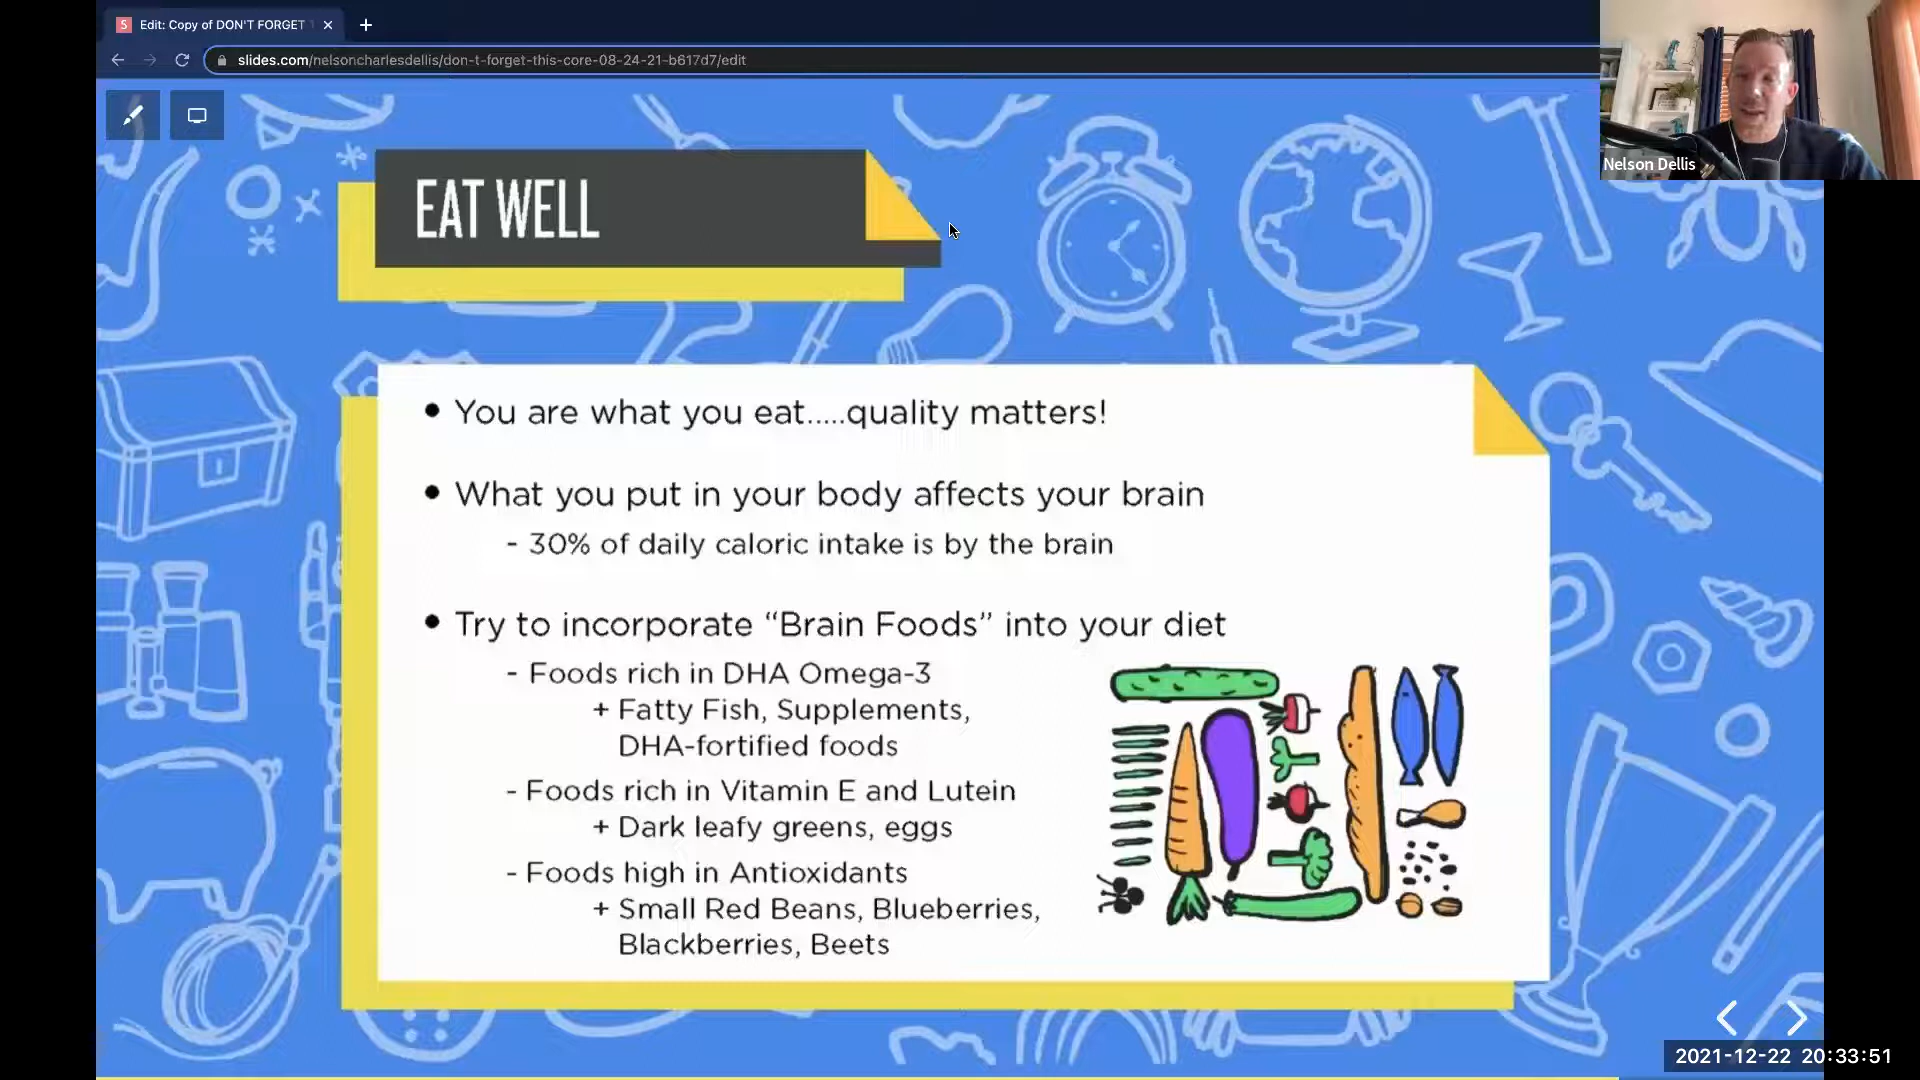 S Edit: Copy of DON'T FORGET
slides.com/nelsoncharlesdellis/don-t-forget-this-core-08-24-21-b617d7/edit
Nelson Dellis
EAT WELL
• You are what you eat.....quality matters!
• What you put in your body affects your brain
- 30% of daily caloric intake is by the brain
• Try to incorporate “Brain Foods” into your diet
- Foods rich in DHA Omega-3
+ Fatty Fish, Supplements,
DHA-fortified foods
- Foods rich in Vitamin E and Lutein
+ Dark leafy greens, eggs
- Foods high in Antioxidants
+ Small Red Beans, Blueberries,
Blackberries, Beets
2021-12-22 20:33:51